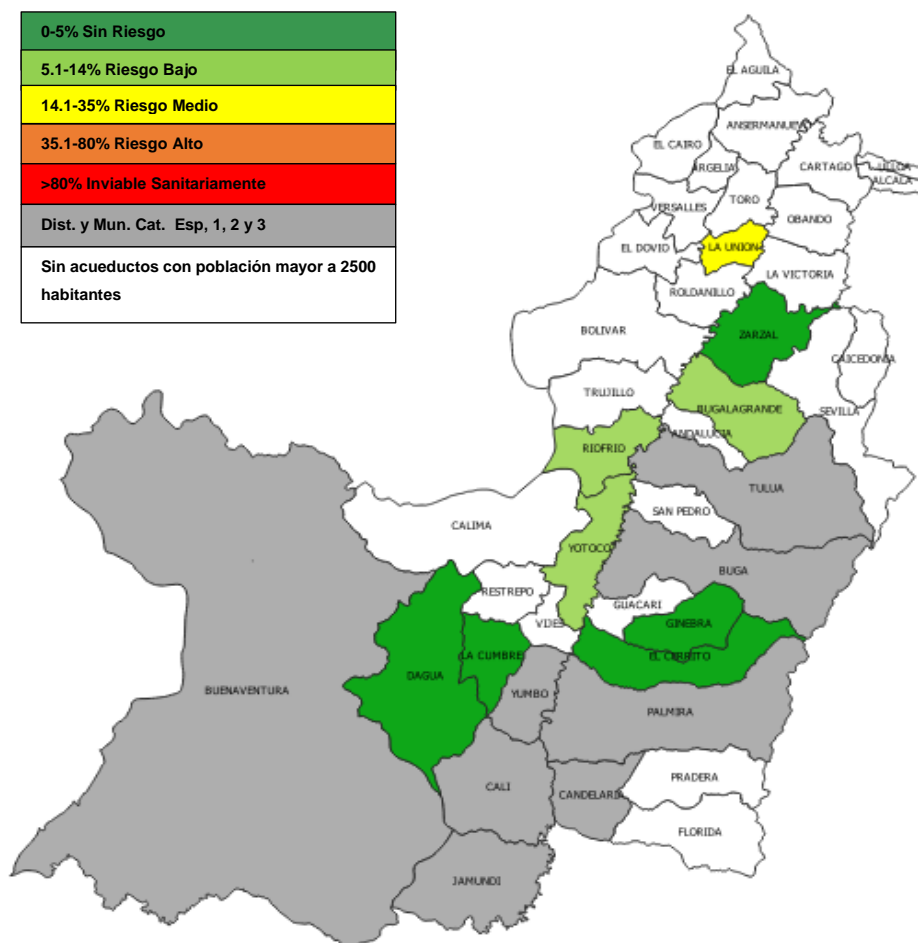 0-5% Sin Riesgo
5.1-14% Riesgo Bajo
14.1-35% Riesgo Medio
35.1-80% Riesgo Alto
>80% Inviable Sanitariamente
Dist. y Mun. Cat. Esp, 1, 2 y 3
Sin acueductos con población mayor a 2500
habitantes
EL AGUILA
ANSERMANUEVO
EL CAIRO
ARGELIA
CARTAGO
ULLOA
ALCALA
TORO
VERSALLES
OBANDO
EL DOVIO
LA UNION
LA VICTORIA
ROLDANILLO
BOLIVAR
ZARZAL
CAICEDONIA
TRUJILLO
BUGALAGRANDE
SEVILLA
ANDALUCIA
RIOFRIO
TULUA
SAN PEDRO
CALIMA
YOTOCO
BUGA
RESTREPO
GUACARI
VIJES
GINEBRA
LA CUMBRE
EL CERRITO
DAGUA
BUENAVENTURA
YUMBO
PALMIRA
PRADERA
CALI
CANDELARIA
FLORIDA
JAMUNDI